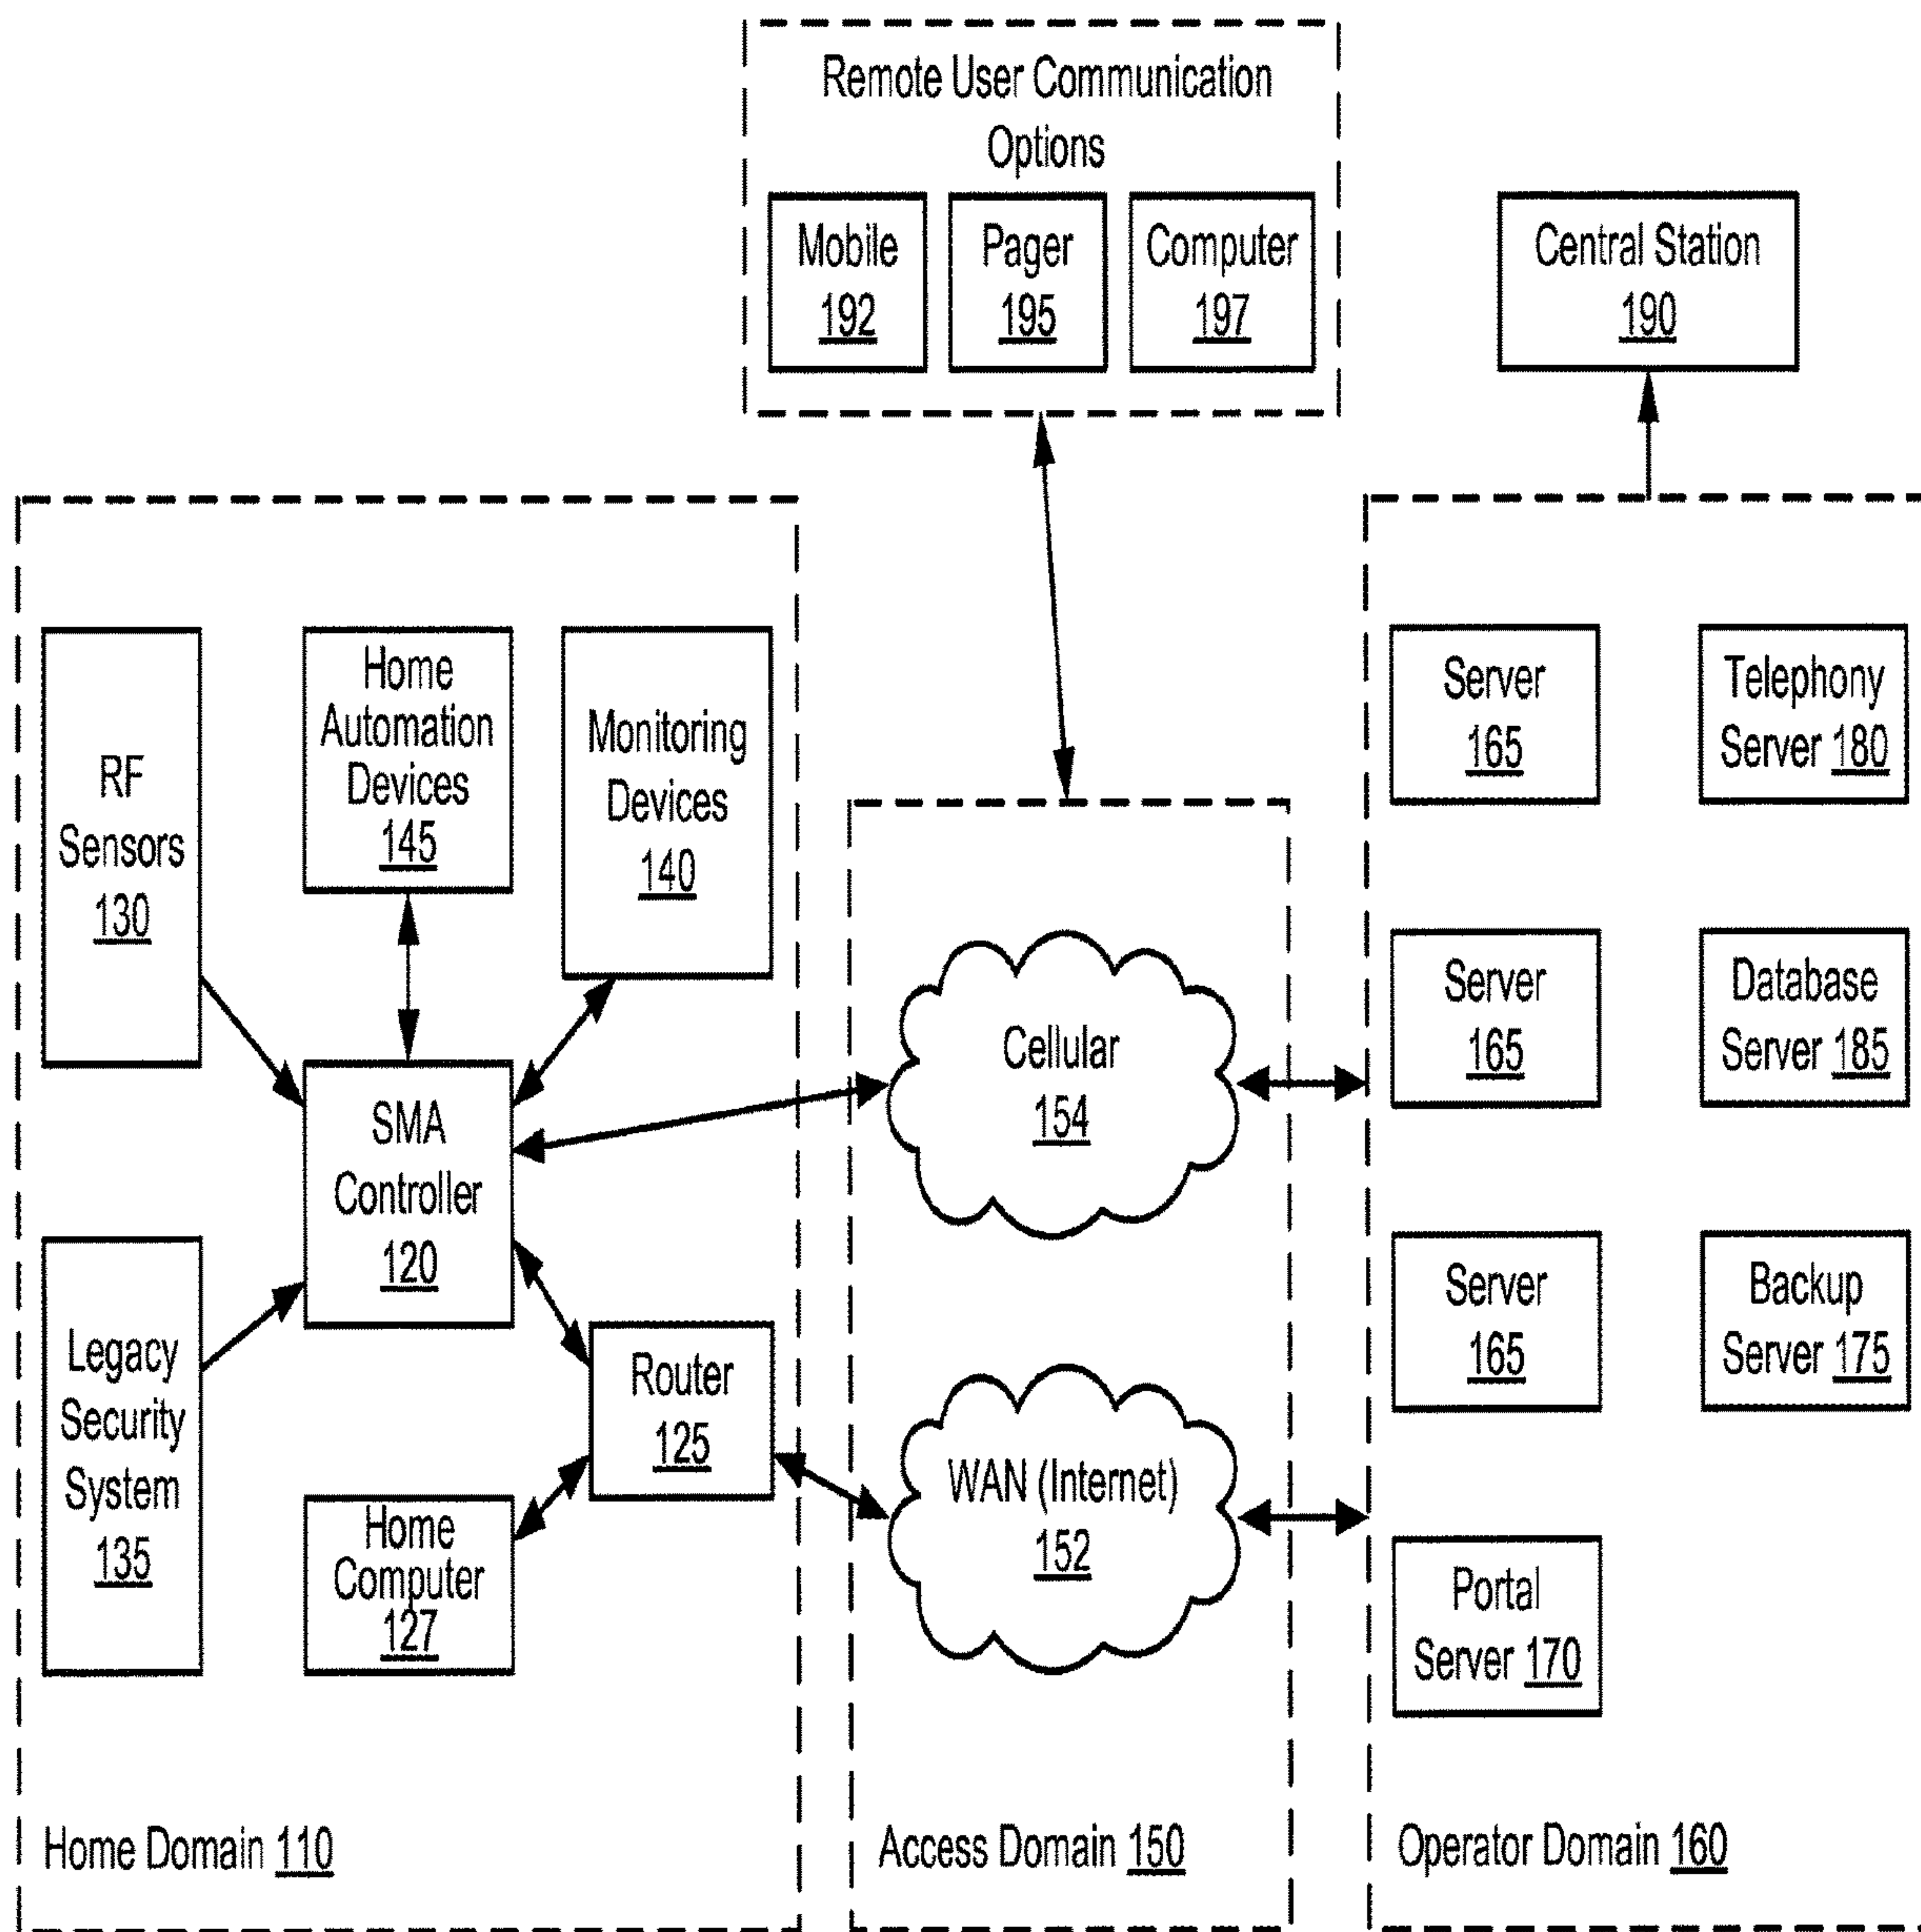 Remote User Communication
Options
Mobile
192
Pager
195
Computer
197
Central Station
190
RF
Sensors
130
Home
Automation
Devices
145
Monitoring
Devices
140
SMA
Controller
120
Legacy
Security
System
135
Router
125
Home
Computer
127
Home Domain 110
Cellular
154
WAN (Internet)
152
Access Domain 150
Server
165
Telephony
Server 180
Server
165
Database
Server 185
Server
165
Backup
Server 175
Portal
Server 170
Operator Domain 160